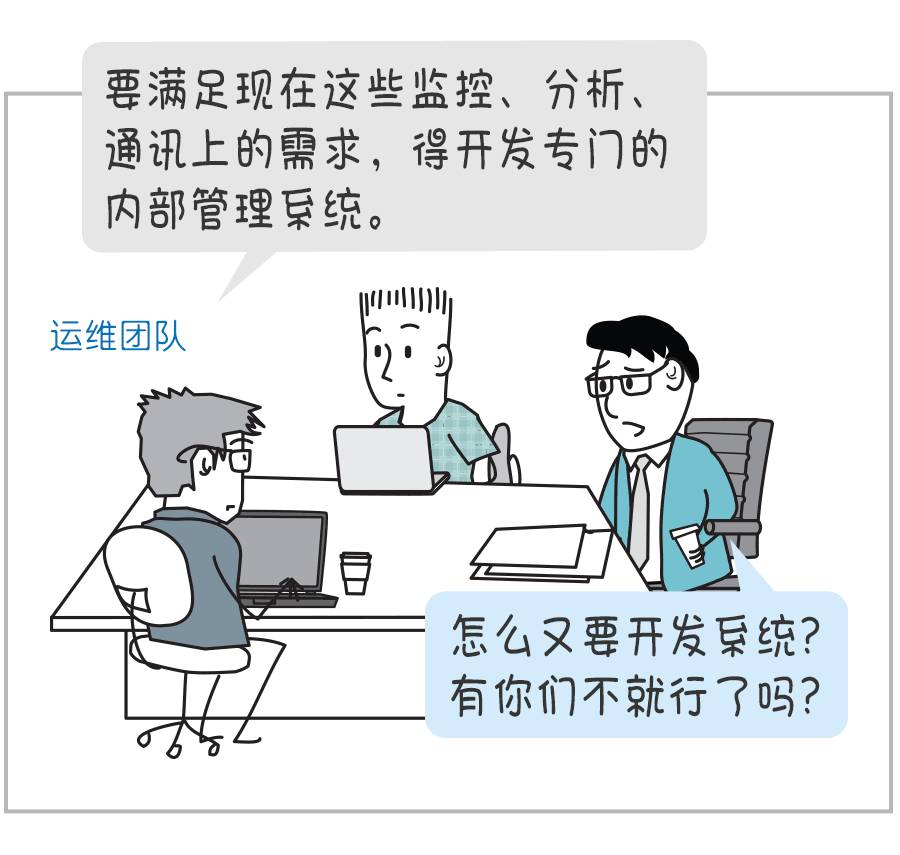 要满足现在这些监控、分析、
通讯上的需求，得开发专门的
内部管理系统。
运维团队
怎么又要开发系统？
有你们不就行了吗？